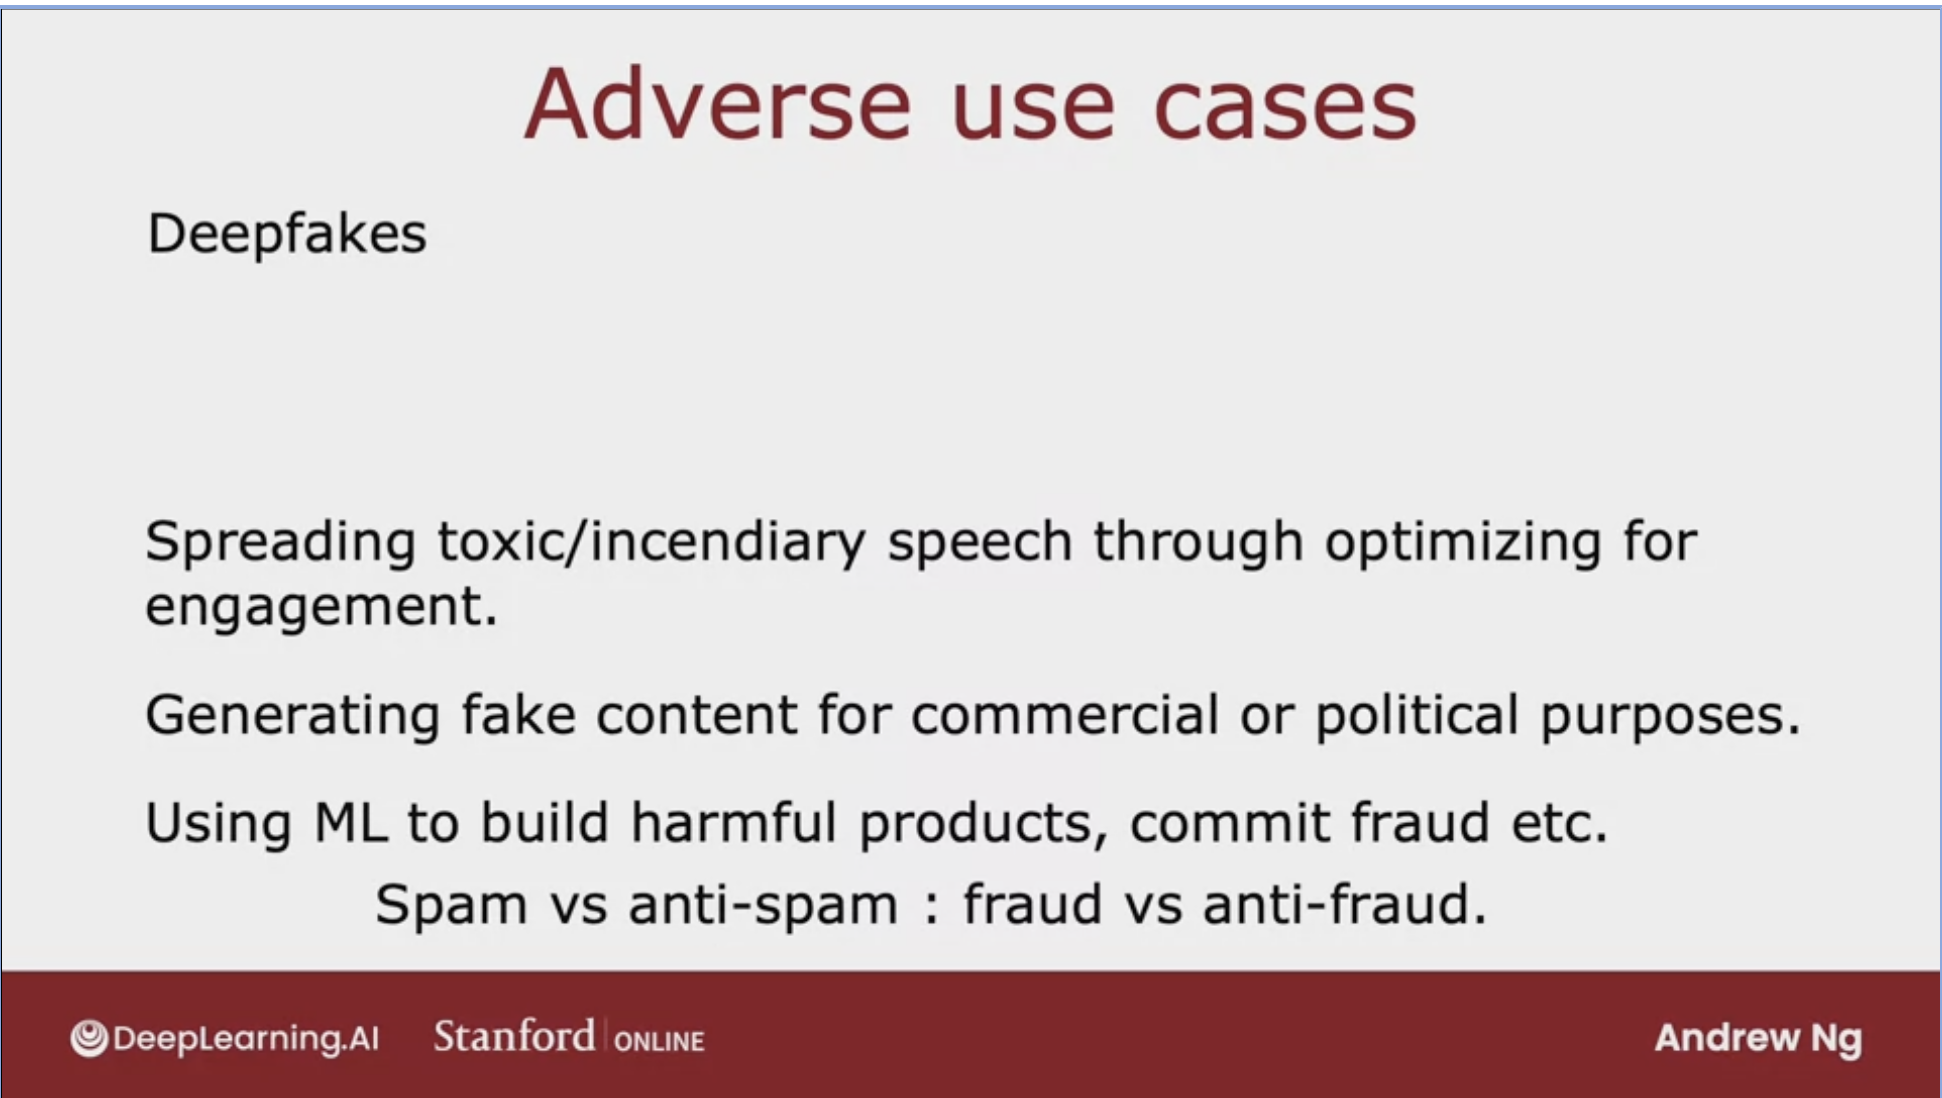 Adverse use cases
Deepfakes
Spreading toxic/incendiary speech through optimizing for
engagement.
Generating fake content for commercial or political purposes.
Using ML to build harmful products, commit fraud etc.
Spam vs anti-spam : fraud vs anti-fraud.
DeepLearning.AI Stanford ONLINE Andrew Ng